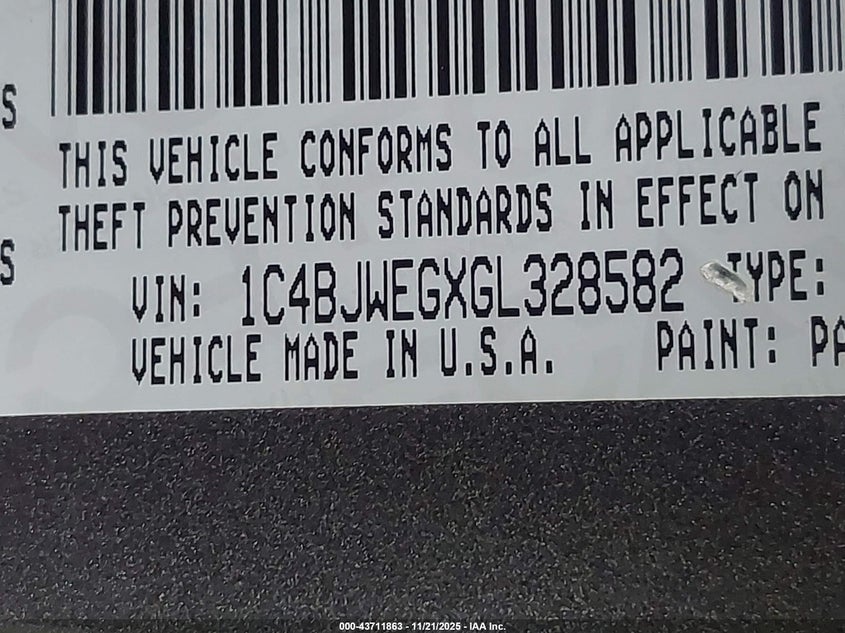 S
THIS VEHICLE CONFORMS TO ALL APPLICABLE
THEFT PREVENTION STANDARDS IN EFFECT ON
S
VIN: 1C4BJWEGXGL328582 TYPE:
VEHICLE MADE IN U.S.A. PAINT: PA
000-43711863 - 11/21/2025 - IAA Inc.